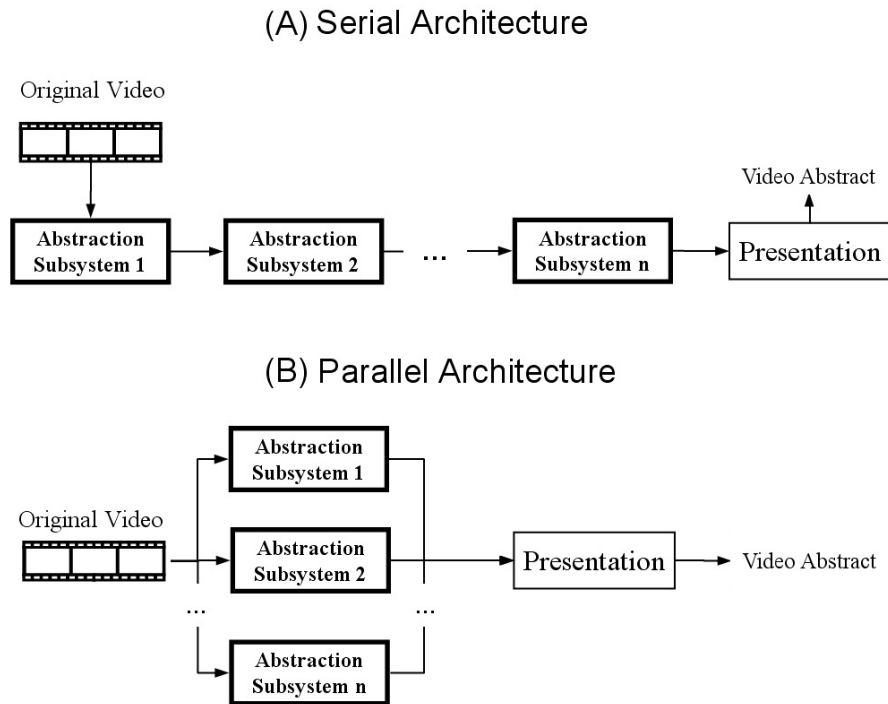 (A) Serial Architecture
Original Video
Video Abstract
Abstraction
Subsystem 1
Abstraction
Subsystem 2
...
Abstraction
Subsystem n
Presentation
(B) Parallel Architecture
Abstraction
Subsystem 1
Original Video
Abstraction
Subsystem 2
Presentation
Video Abstract
...
...
Abstraction
Subsystem n